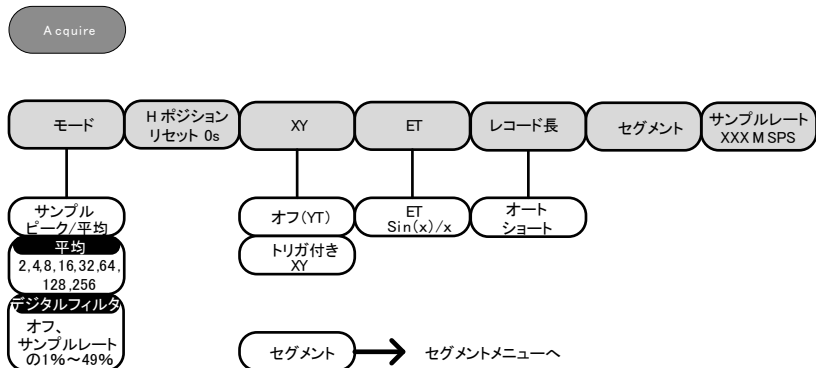 Acquire
モード
H ポジション
リセット 0s
XY
ET
レコード長
セグメント
サンプルレート
XXX M SPS
サンプル
ピーク/平均
平均
2,4,8,16,32,64,
128,256
デジタルフィルタ
オフ、
サンプルレート
の1%～49%
オフ(YT)
トリガ付き
XY
ET
Sin(x)/x
オート
ショート
セグメント
セグメントメニューへ